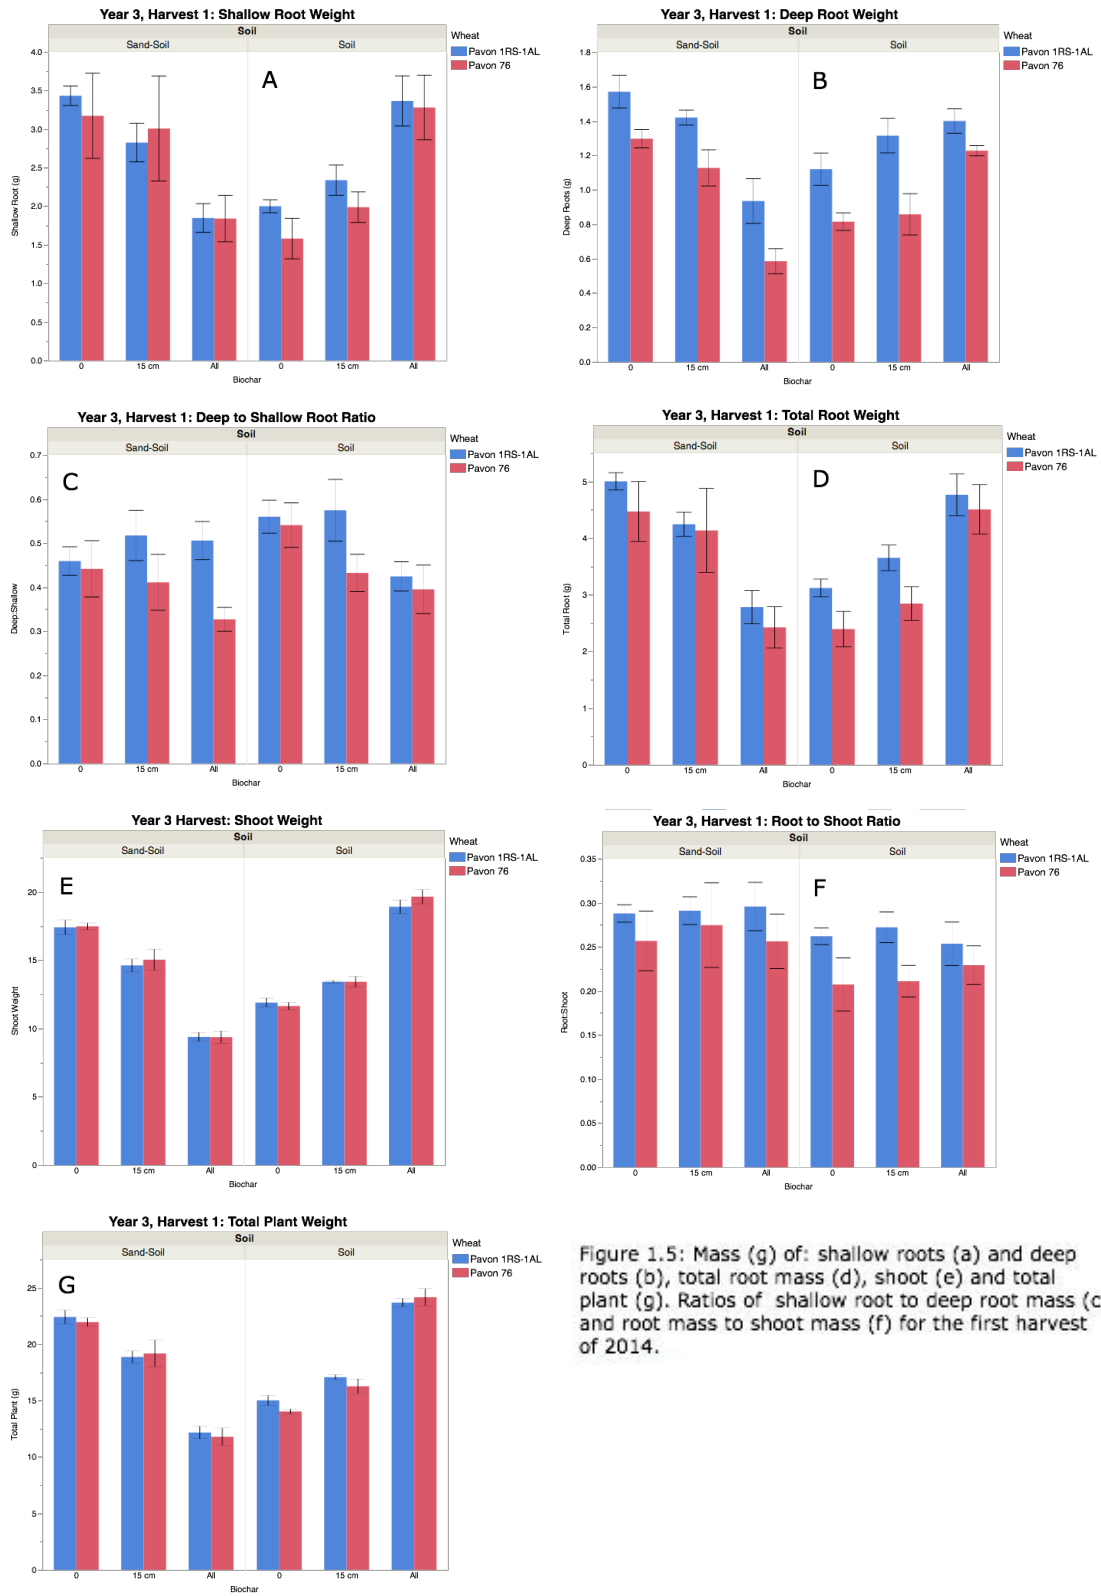 Year 3, Harvest 1: Shallow Root Weight
Soil
Sand-Soil Soil
Wheat
Pavon 1RS-1AL
Pavon 76
A
4.0
3.5
3.0
2.5
2.0
1.5
1.0
0.5
0.0
Shallow Root (g)
0 15 cm All 0 15 cm All
Biochar
Year 3, Harvest 1: Deep Root Weight
Soil
Sand-Soil Soil
Wheat
Pavon 1RS-1AL
Pavon 76
B
1.8
1.6
1.4
1.2
1.0
0.8
0.6
0.4
0.2
0.0
Deep Roots (g)
0 15 cm All 0 15 cm All
Biochar
Year 3, Harvest 1: Deep to Shallow Root Ratio
Soil
Sand-Soil Soil
Wheat
Pavon 1RS-1AL
Pavon 76
C
0.7
0.6
0.5
0.4
0.3
0.2
0.1
0.0
Deep:Shallow
0 15 cm All 0 15 cm All
Biochar
Year 3, Harvest 1: Total Root Weight
Soil
Sand-Soil Soil
Wheat
Pavon 1RS-1AL
Pavon 76
D
5
4
3
2
1
0
Total Root (g)
0 15 cm All 0 15 cm All
Biochar
Year 3 Harvest: Shoot Weight
Soil
Sand-Soil Soil
Wheat
Pavon 1RS-1AL
Pavon 76
E
20
15
10
5
0
Shoot Weight
0 15 cm All 0 15 cm All
Biochar
Year 3, Harvest 1: Root to Shoot Ratio
Soil
Sand-Soil Soil
Wheat
Pavon 1RS-1AL
Pavon 76
F
0.35
0.30
0.25
0.20
0.15
0.10
0.05
0.00
Root:Shoot
0 15 cm All 0 15 cm All
Biochar
Year 3, Harvest 1: Total Plant Weight
Soil
Sand-Soil Soil
Wheat
Pavon 1RS-1AL
Pavon 76
G
25
20
15
10
5
0
Total Plant (g)
0 15 cm All 0 15 cm All
Biochar
Figure 1.5: Mass (g) of: shallow roots (a) and deep
roots (b), total root mass (d), shoot (e) and total
plant (g). Ratios of shallow root to deep root mass (c
and root mass to shoot mass (f) for the first harvest
of 2014.